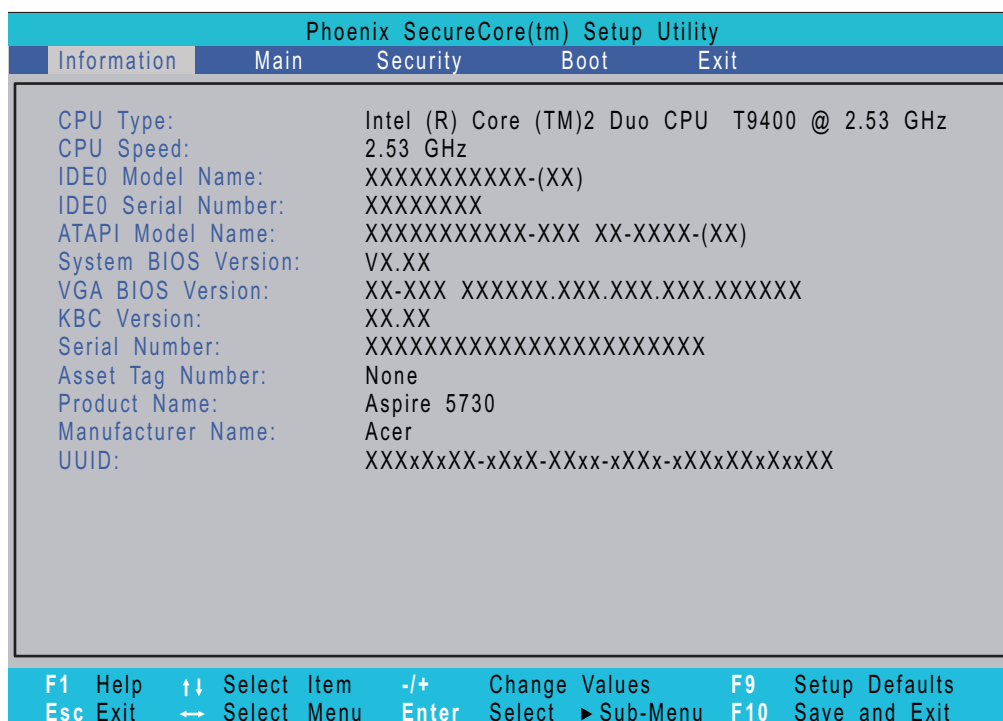 Phoenix SecureCore(tm) Setup Utility
Information Main Security Boot Exit
CPU Type: Intel (R) Core (TM)2 Duo CPU T9400 @ 2.53 GHz
CPU Speed: 2.53 GHz
IDE0 Model Name: XXXXXXXXXXX-(XX)
IDE0 Serial Number: XXXXXXXX
ATAPI Model Name: XXXXXXXXXXX-XXX XX-XXXX-(XX)
System BIOS Version: VX.XX
VGA BIOS Version: XX-XXX XXXXXX.XXX.XXX.XXX.XXXXXX
KBC Version: XX.XX
Serial Number: XXXXXXXXXXXXXXXXXXXXXXX
Asset Tag Number: None
Product Name: Aspire 5730
Manufacturer Name: Acer
UUID: XXXxXxXX-xXxX-XXxx-xXXx-xXXxXXxXxxXX
F1 Help ↑↓ Select Item -/+ Change Values F9 Setup Defaults
Esc Exit ↔ Select Menu Enter Select ►Sub-Menu F10 Save and Exit